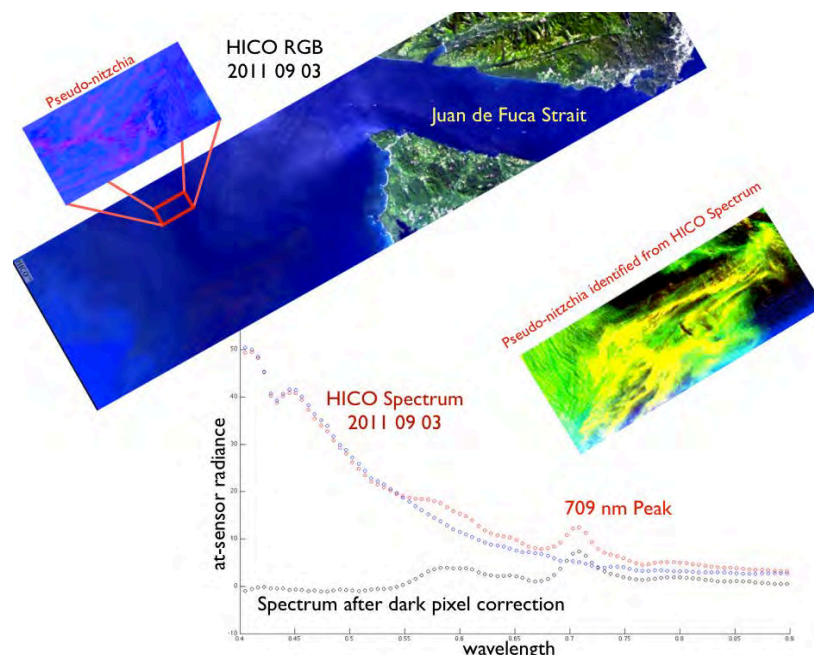 HICO RGB
2011 09 03
Pseudo-nitzchia
Juan de Fuca Strait
Pseudo-nitzchia identified from HICO Spectrum
HICO Spectrum
2011 09 03
709 nm Peak
Spectrum after dark pixel correction
at-sensor radiance
50
40
30
20
10
0
-10
0.4
0.45
0.5
0.55
0.6
0.65
0.7
0.75
0.8
0.85
0.9
wavelength